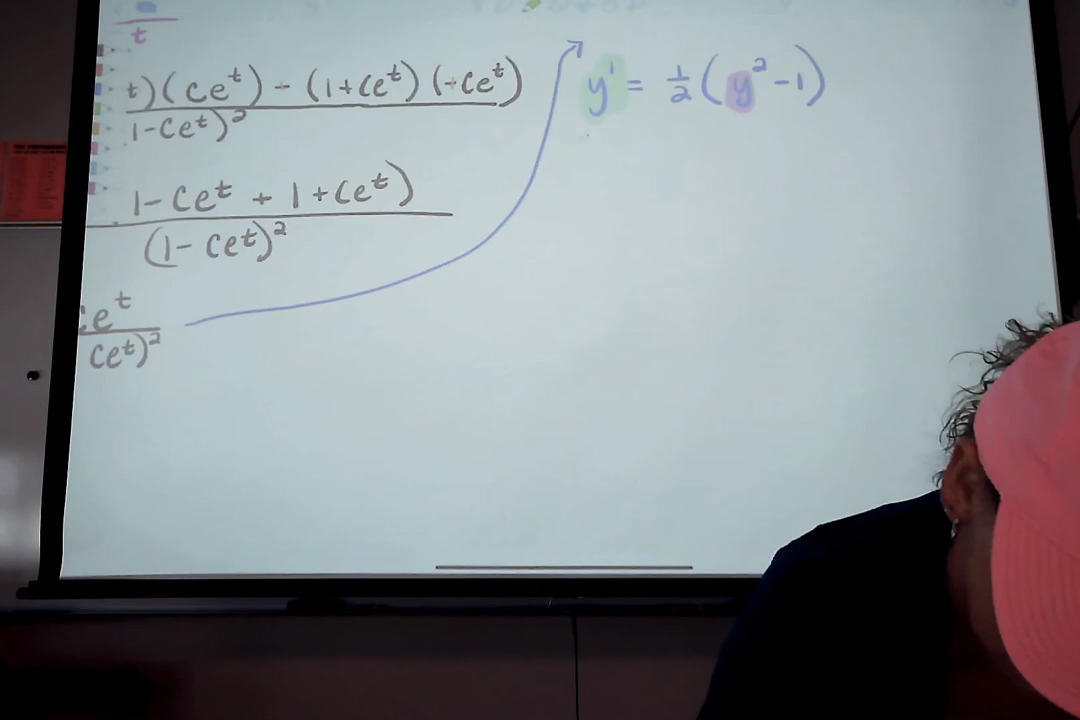 t
t)(Ce^t) - (1+Ce^t)(-Ce^t)
1-Ce^t)^2
1-Ce^t + 1+Ce^t)
(1-Ce^t)^2
e^t
Ce^t)^2
y' = 1/2 (y^2 - 1)